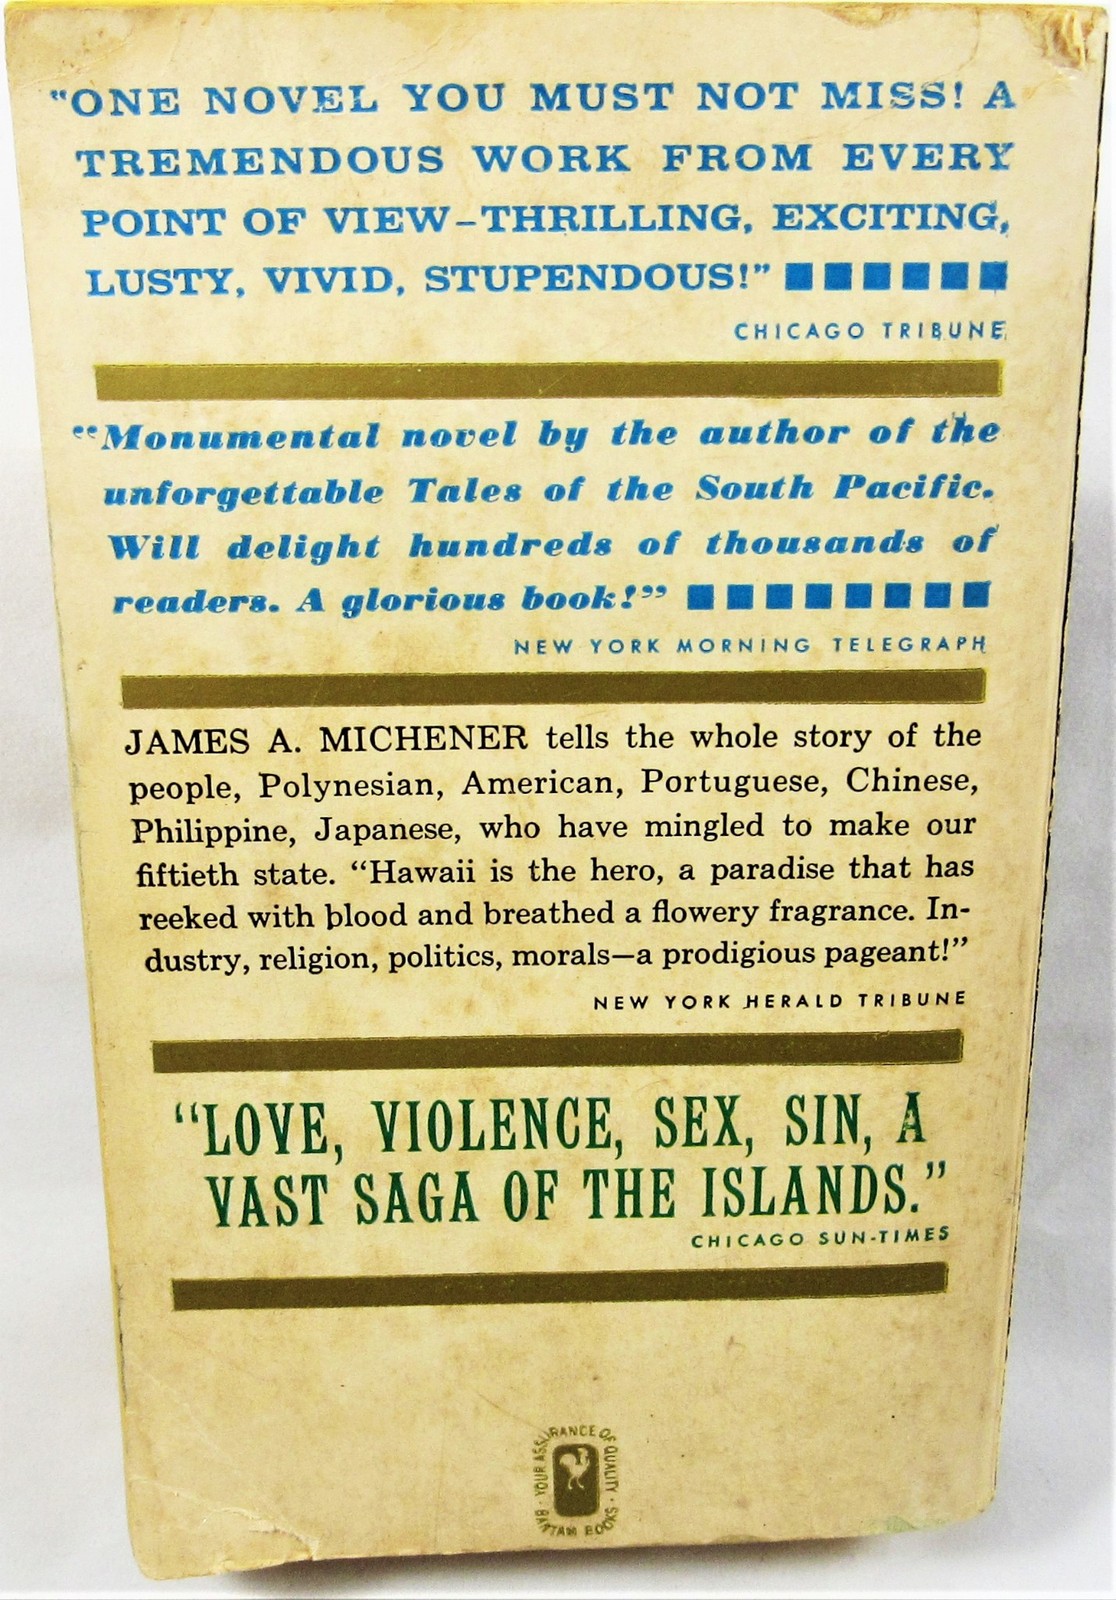 "ONE NOVEL YOU MUST NOT MISS! A
TREMENDOUS WORK FROM EVERY
POINT OF VIEW–THRILLING, EXCITING,
LUSTY, VIVID, STUPENDOUS!"
CHICAGO TRIBUNE
"Monumental novel by the author of the
unforgettable Tales of the South Pacific.
Will delight hundreds of thousands of
readers. A glorious book!"
NEW YORK MORNING TELEGRAPH
JAMES A. MICHENER tells the whole story of the
people, Polynesian, American, Portuguese, Chinese,
Philippine, Japanese, who have mingled to make our
fiftieth state. "Hawaii is the hero, a paradise that has
reeked with blood and breathed a flowery fragrance. In-
dustry, religion, politics, morals—a prodigious pageant!"
NEW YORK HERALD TRIBUNE
"LOVE, VIOLENCE, SEX, SIN, A
VAST SAGA OF THE ISLANDS."
CHICAGO SUN-TIMES
YOUR ASSURANCE OF QUALITY · BANTAM BOOKS ·